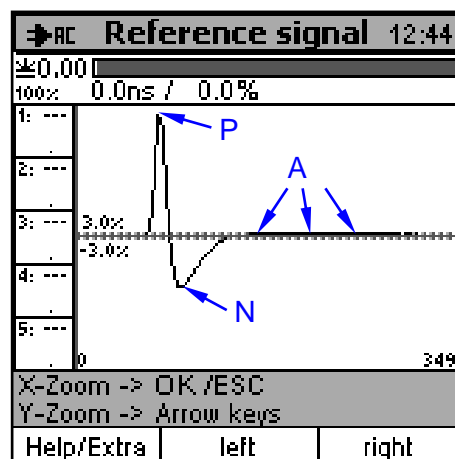 AC Reference signal 12:44
0.00
100% 0.0ns / 0.0%
P
A
1: ---
.
2: ---
.
3: ---
.
3.0%
-3.0%
4: ---
.
N
5: ---
.
0 349
X-Zoom -> OK /ESC
Y-Zoom -> Arrow keys
Help/Extra left right